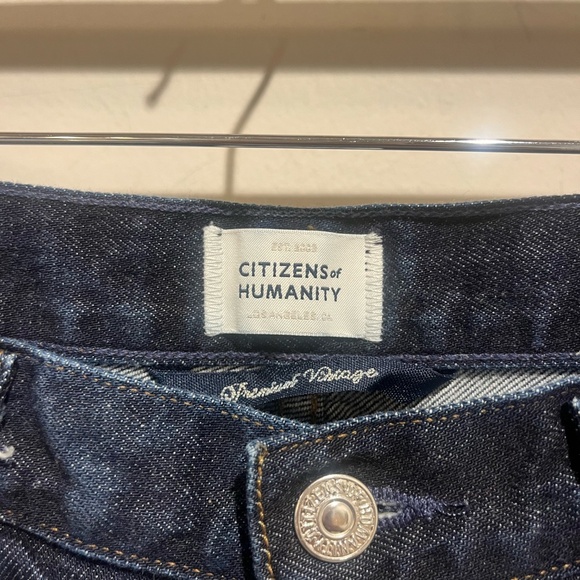 EST. 2003
CITIZENS of
HUMANITY
LOS ANGELES, CA
Premium Vintage